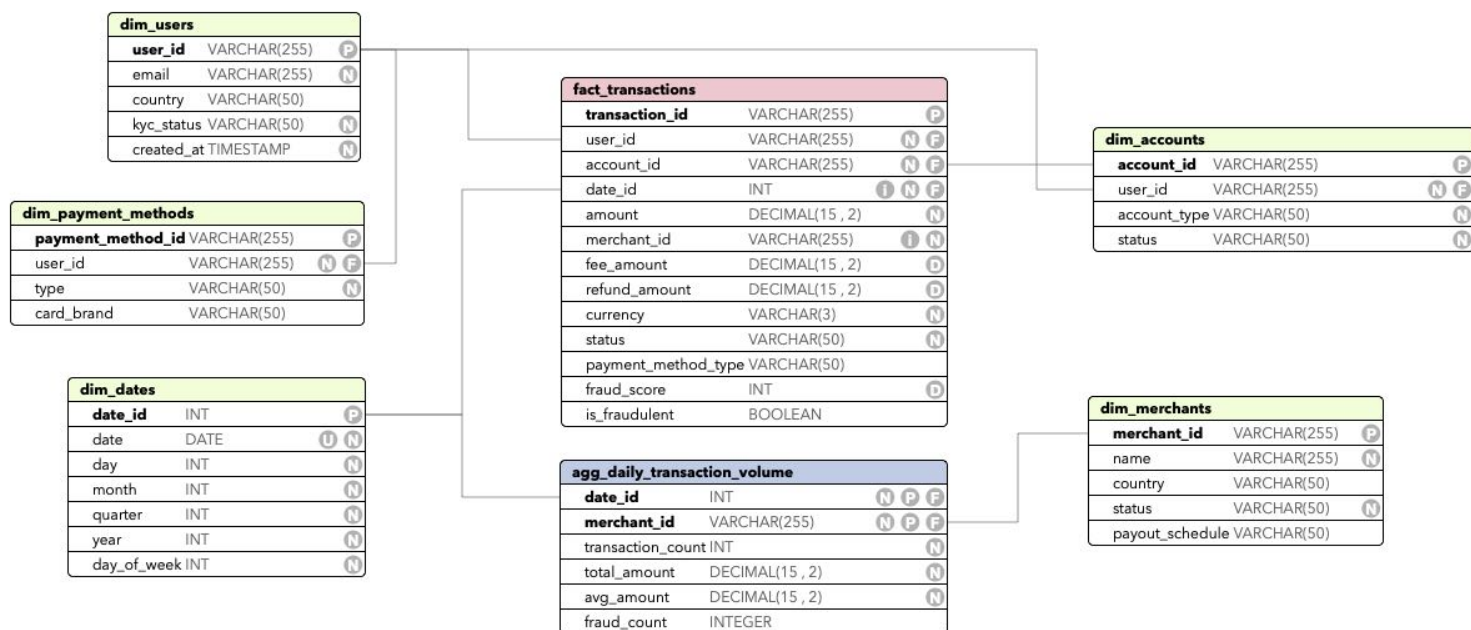 dim_users
user_id VARCHAR(255) P
email VARCHAR(255) N
country VARCHAR(50)
kyc_status VARCHAR(50) N
created_at TIMESTAMP N
dim_payment_methods
payment_method_id VARCHAR(255) P
user_id VARCHAR(255) N F
type VARCHAR(50) N
card_brand VARCHAR(50)
dim_dates
date_id INT P
date DATE U N
day INT N
month INT N
quarter INT N
year INT N
day_of_week INT N
fact_transactions
transaction_id VARCHAR(255) P
user_id VARCHAR(255) N F
account_id VARCHAR(255) N F
date_id INT i N F
amount DECIMAL(15 , 2) N
merchant_id VARCHAR(255) i N
fee_amount DECIMAL(15 , 2) D
refund_amount DECIMAL(15 , 2) D
currency VARCHAR(3) N
status VARCHAR(50) N
payment_method_type VARCHAR(50)
fraud_score INT D
is_fraudulent BOOLEAN
agg_daily_transaction_volume
date_id INT N P F
merchant_id VARCHAR(255) N P F
transaction_count INT N
total_amount DECIMAL(15 , 2) N
avg_amount DECIMAL(15 , 2) N
fraud_count INTEGER
dim_accounts
account_id VARCHAR(255) P
user_id VARCHAR(255) N F
account_type VARCHAR(50) N
status VARCHAR(50) N
dim_merchants
merchant_id VARCHAR(255) P
name VARCHAR(255) N
country VARCHAR(50)
status VARCHAR(50) N
payout_schedule VARCHAR(50)